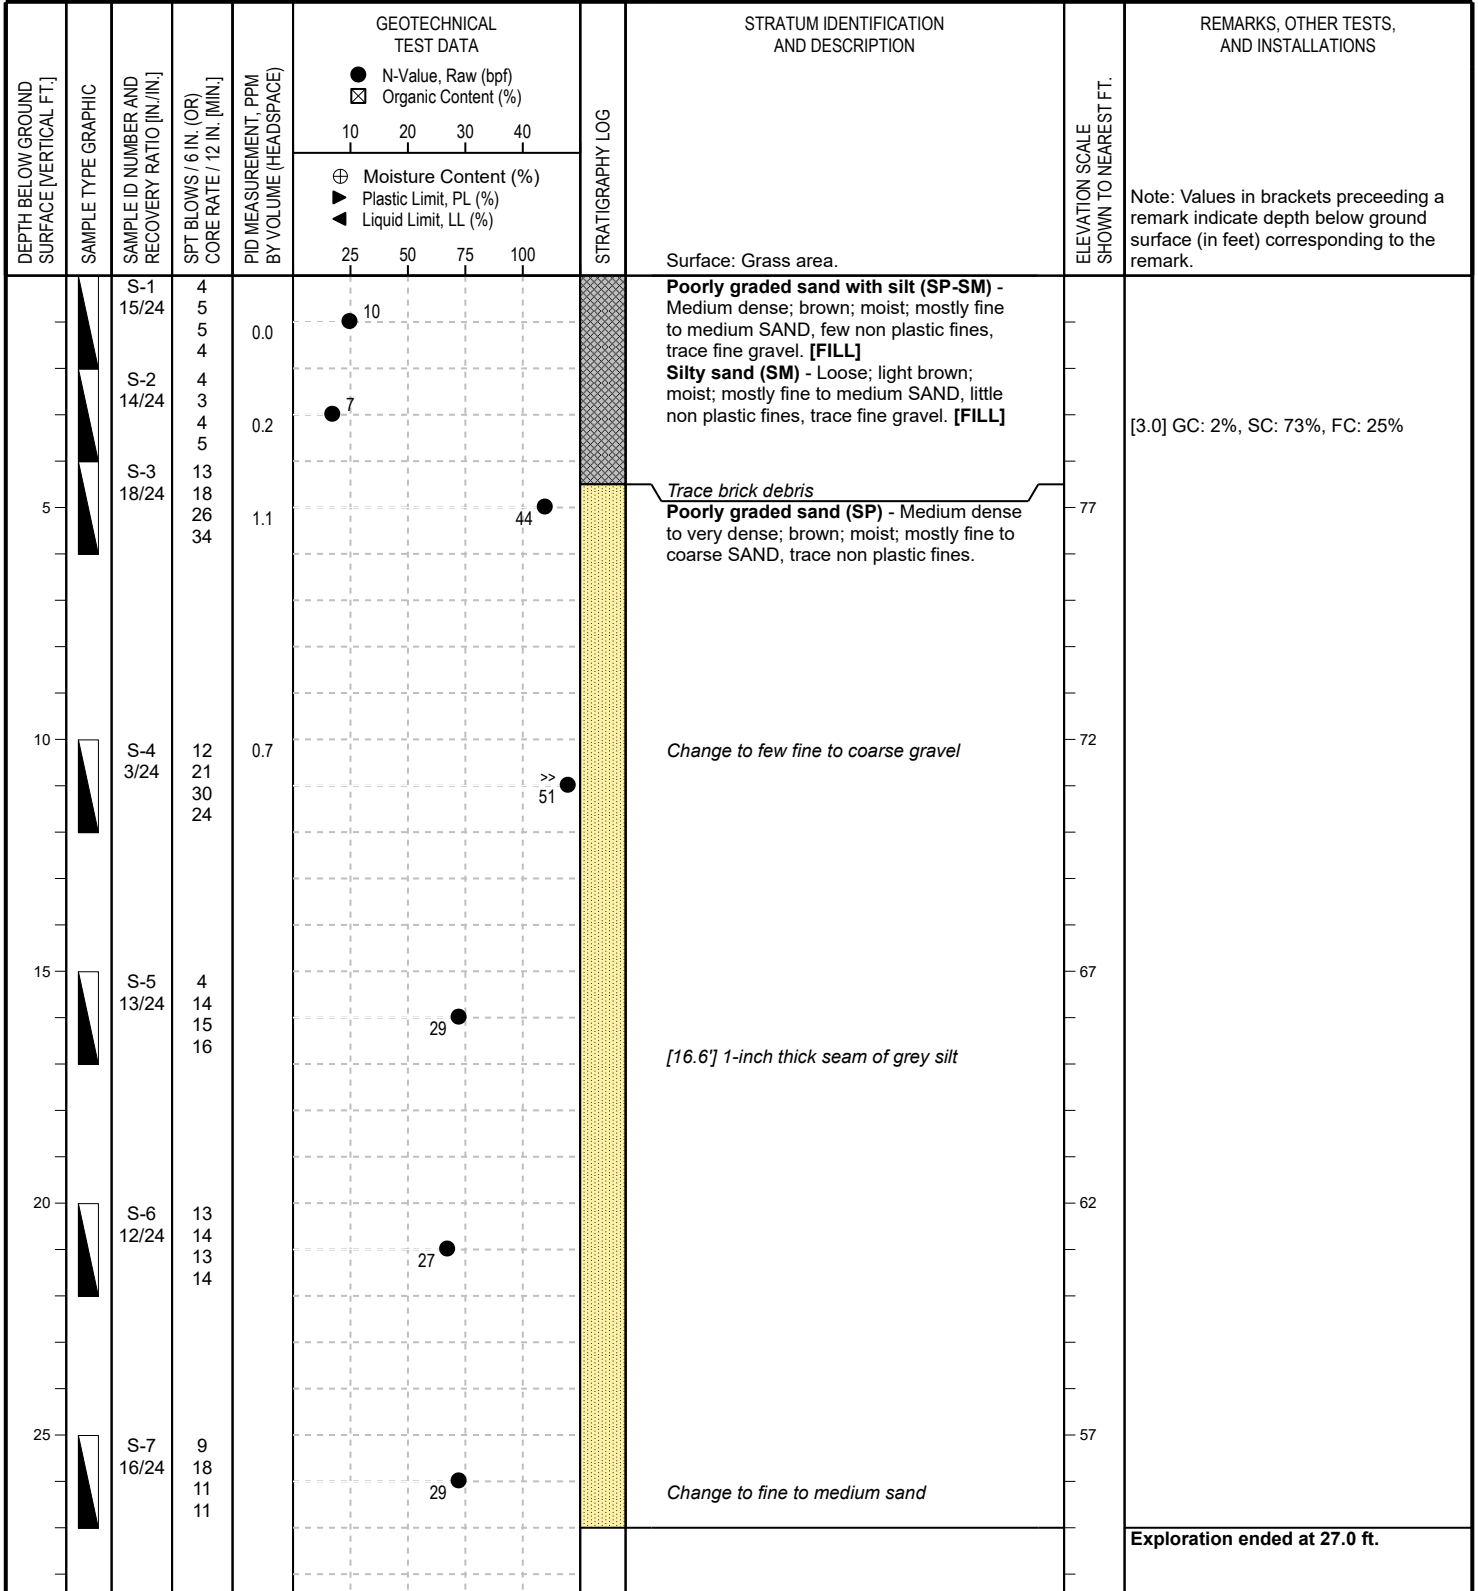 DEPTH BELOW GROUND
SURFACE [VERTICAL FT.]
SAMPLE TYPE GRAPHIC
SAMPLE ID NUMBER AND
RECOVERY RATIO [IN./IN.]
SPT BLOWS / 6 IN. (OR)
CORE RATE / 12 IN. [MIN.]
PID MEASUREMENT, PPM
BY VOLUME (HEADSPACE)
GEOTECHNICAL
TEST DATA
N-Value, Raw (bpf)
Organic Content (%)
10 20 30 40
Moisture Content (%)
Plastic Limit, PL (%)
Liquid Limit, LL (%)
25 50 75 100
STRATIGRAPHY LOG
STRATUM IDENTIFICATION
AND DESCRIPTION
Surface: Grass area.
ELEVATION SCALE
SHOWN TO NEAREST FT.
REMARKS, OTHER TESTS,
AND INSTALLATIONS
Note: Values in brackets preceeding a
remark indicate depth below ground
surface (in feet) corresponding to the
remark.
S-1
15/24
4
5
5
4
0.0
10
Poorly graded sand with silt (SP-SM) -
Medium dense; brown; moist; mostly fine
to medium SAND, few non plastic fines,
trace fine gravel. [FILL]
S-2
14/24
4
3
4
5
0.2
7
Silty sand (SM) - Loose; light brown;
moist; mostly fine to medium SAND, little
non plastic fines, trace fine gravel. [FILL]
[3.0] GC: 2%, SC: 73%, FC: 25%
5
S-3
18/24
13
18
26
34
1.1
44
Trace brick debris
77
Poorly graded sand (SP) - Medium dense
to very dense; brown; moist; mostly fine to
coarse SAND, trace non plastic fines.
10
S-4
3/24
12
21
30
24
0.7
>>
51
Change to few fine to coarse gravel
72
15
S-5
13/24
4
14
15
16
29
67
[16.6'] 1-inch thick seam of grey silt
20
S-6
12/24
13
14
13
14
27
62
25
S-7
16/24
9
18
11
11
29
57
Change to fine to medium sand
Exploration ended at 27.0 ft.